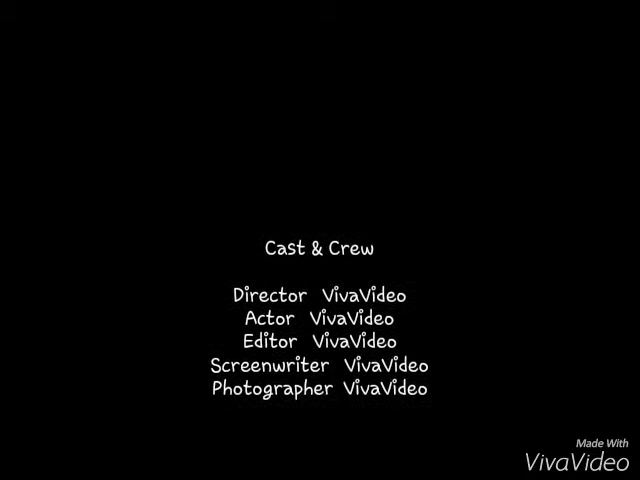 Cast & Crew
Director VivaVideo
Actor VivaVideo
Editor VivaVideo
Screenwriter VivaVideo
Photographer VivaVideo
Made With
VivaVideo